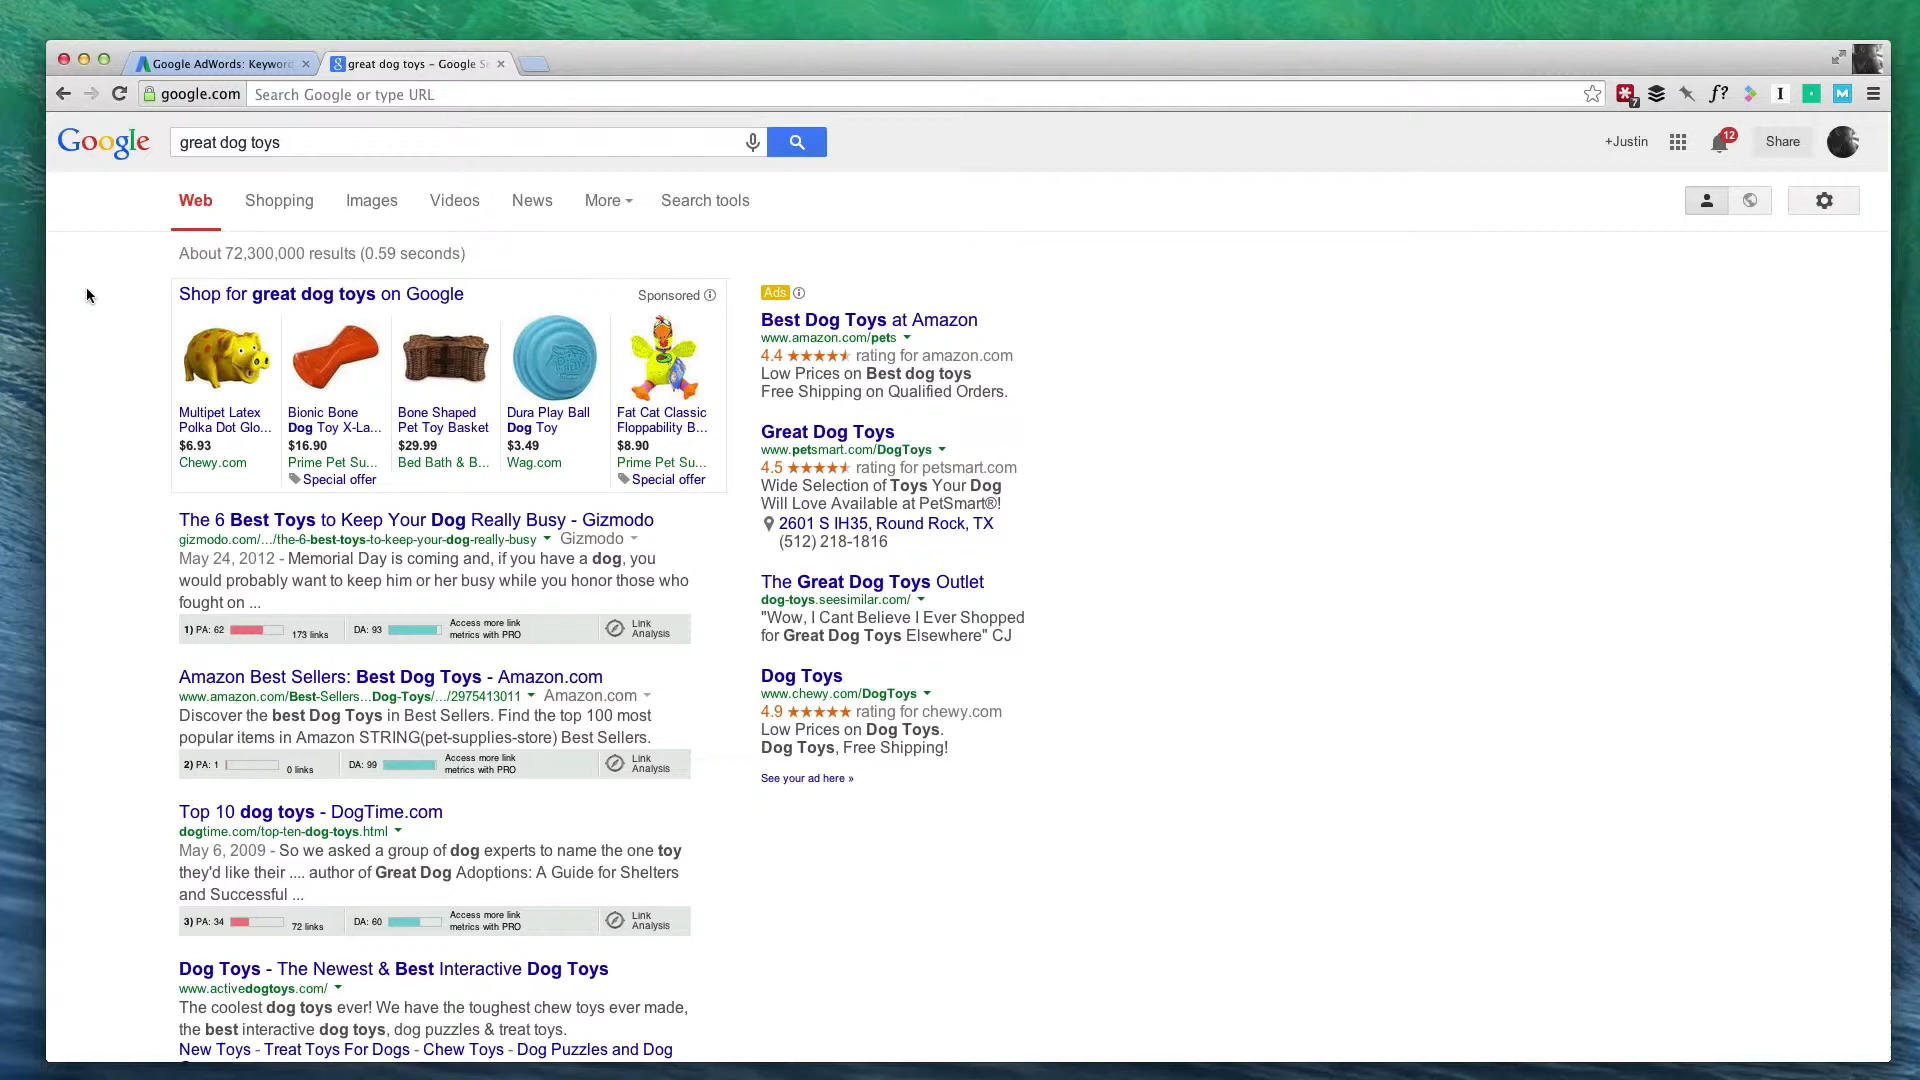 Google AdWords: Keyword
great dog toys - Google Se
google.com
Search Google or type URL
7
f?
I
M
Google
great dog toys
+Justin
12
Share
Web
Shopping
Images
Videos
News
More
Search tools
About 72,300,000 results (0.59 seconds)
Shop for great dog toys on Google
Sponsored
Multipet Latex
Polka Dot Glo...
$6.93
Chewy.com
Bionic Bone
Dog Toy X-La...
$16.90
Prime Pet Su...
Special offer
Bone Shaped
Pet Toy Basket
$29.99
Bed Bath & B...
Dura Play Ball
Dog Toy
$3.49
Wag.com
Fat Cat Classic
Floppability B...
$8.90
Prime Pet Su...
Special offer
The 6 Best Toys to Keep Your Dog Really Busy - Gizmodo
gizmodo.com/.../the-6-best-toys-to-keep-your-dog-really-busy Gizmodo
May 24, 2012 - Memorial Day is coming and, if you have a dog, you
would probably want to keep him or her busy while you honor those who
fought on ...
1) PA: 62
173 links
DA: 93
Access more link
metrics with PRO
Link
Analysis
Amazon Best Sellers: Best Dog Toys - Amazon.com
www.amazon.com/Best-Sellers...Dog-Toys/.../2975413011 Amazon.com
Discover the best Dog Toys in Best Sellers. Find the top 100 most
popular items in Amazon STRING(pet-supplies-store) Best Sellers.
2) PA: 1
0 links
DA: 99
Access more link
metrics with PRO
Link
Analysis
Top 10 dog toys - DogTime.com
dogtime.com/top-ten-dog-toys.html
May 6, 2009 - So we asked a group of dog experts to name the one toy
they'd like their .... author of Great Dog Adoptions: A Guide for Shelters
and Successful ...
3) PA: 34
72 links
DA: 60
Access more link
metrics with PRO
Link
Analysis
Dog Toys - The Newest & Best Interactive Dog Toys
www.activedogtoys.com/
The coolest dog toys ever! We have the toughest chew toys ever made,
the best interactive dog toys, dog puzzles & treat toys.
New Toys - Treat Toys For Dogs - Chew Toys - Dog Puzzles and Dog
Ads
Best Dog Toys at Amazon
www.amazon.com/pets
4.4 rating for amazon.com
Low Prices on Best dog toys
Free Shipping on Qualified Orders.
Great Dog Toys
www.petsmart.com/DogToys
4.5 rating for petsmart.com
Wide Selection of Toys Your Dog
Will Love Available at PetSmart®!
2601 S IH35, Round Rock, TX
(512) 218-1816
The Great Dog Toys Outlet
dog-toys.seesimilar.com/
"Wow, I Cant Believe I Ever Shopped
for Great Dog Toys Elsewhere" CJ
Dog Toys
www.chewy.com/DogToys
4.9 rating for chewy.com
Low Prices on Dog Toys.
Dog Toys, Free Shipping!
See your ad here »